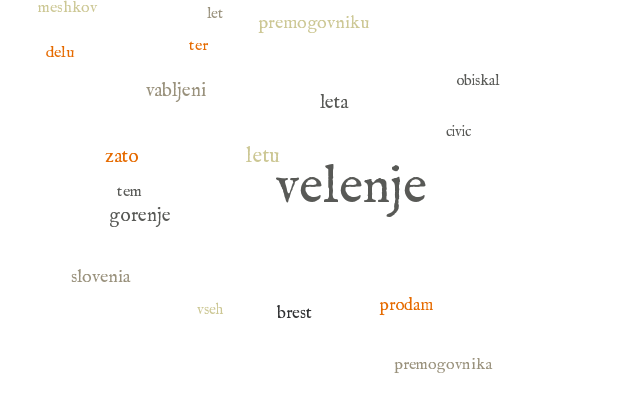 meshkov
let
premogovniku
delu
ter
vabljeni
obiskal
leta
civic
zato
letu
velenje
tem
gorenje
slovenia
vseh
brest
prodam
premogovnika